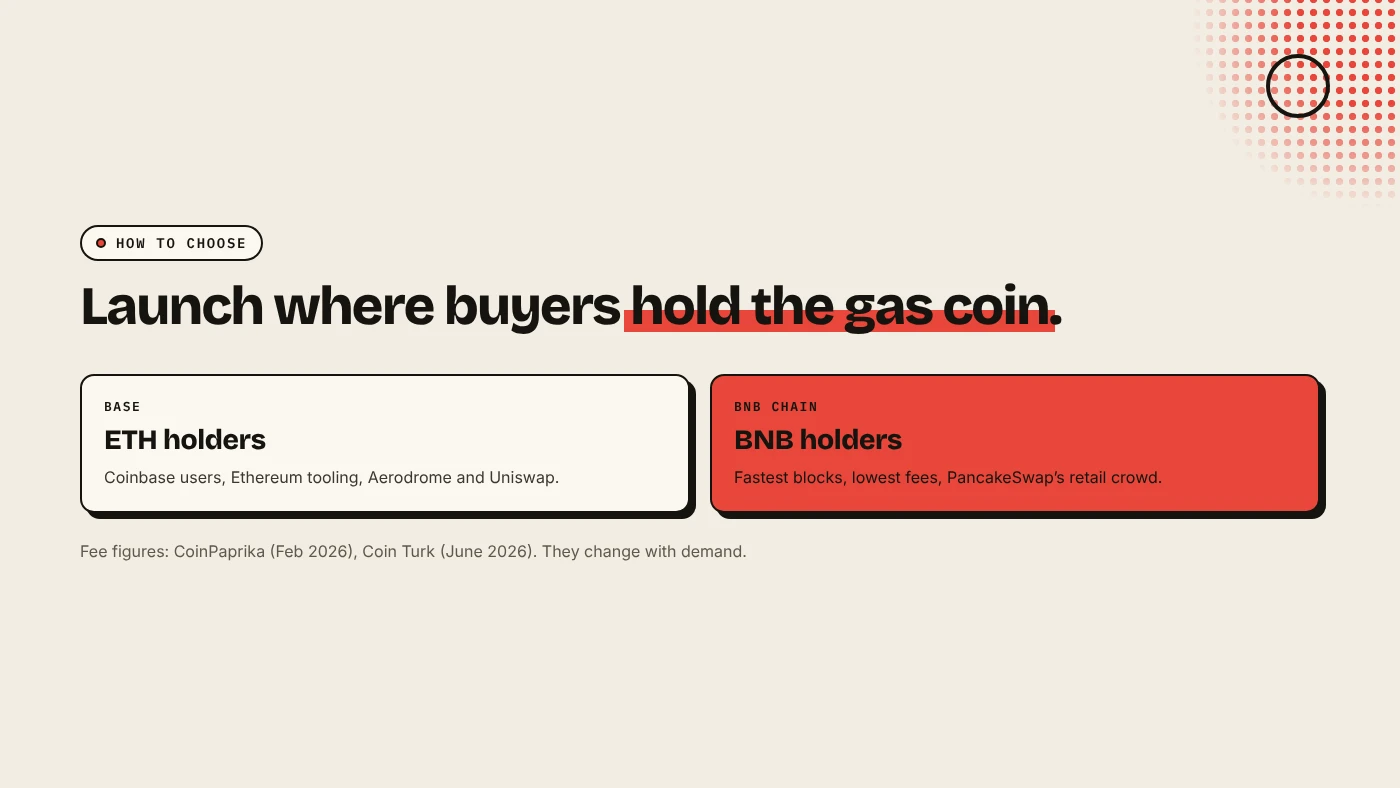 HOW TO CHOOSE
Launch where buyers hold the gas coin.
BASE
ETH holders
Coinbase users, Ethereum tooling, Aerodrome and Uniswap.
BNB CHAIN
BNB holders
Fastest blocks, lowest fees, PancakeSwap’s retail crowd.
Fee figures: CoinPaprika (Feb 2026), Coin Turk (June 2026). They change with demand.